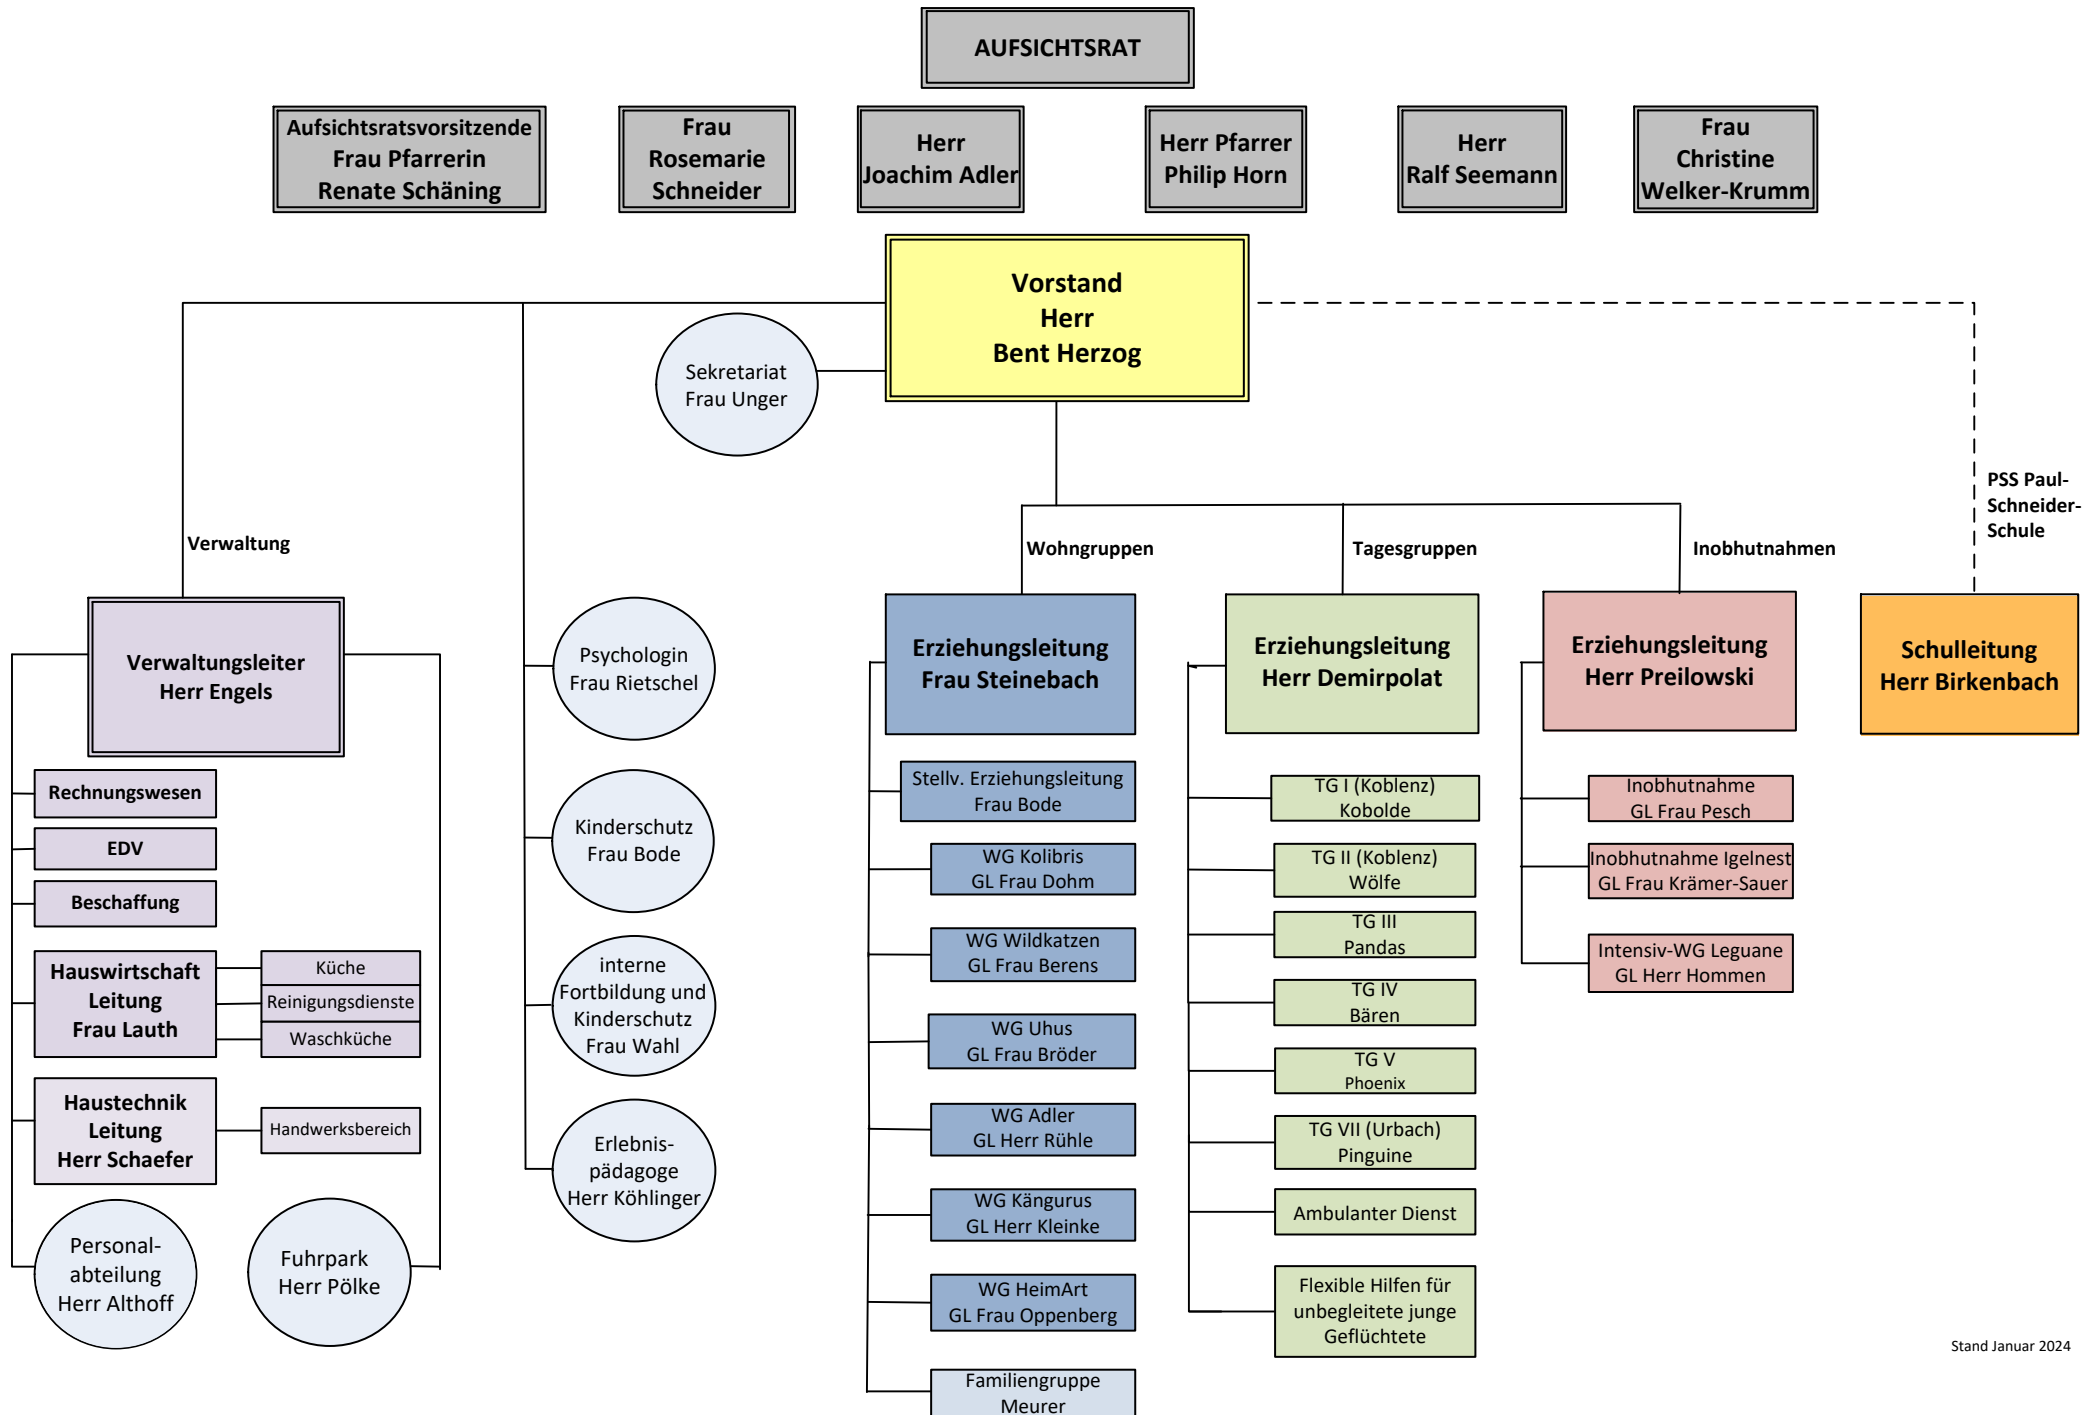 AUFSICHTSRAT
Aufsichtsratsvorsitzende
Frau Pfarrerin
Renate Schäning
Frau
Rosemarie
Schneider
Herr
Joachim Adler
Herr Pfarrer
Philip Horn
Herr
Ralf Seemann
Frau
Christine
Welker-Krumm
Vorstand
Herr
Bent Herzog
Sekretariat
Frau Unger
PSS Paul-
Schneider-
Schule
Verwaltung
Wohngruppen
Tagesgruppen
Inobhutnahmen
Verwaltungsleiter
Herr Engels
Rechnungswesen
EDV
Beschaffung
Hauswirtschaft
Leitung
Frau Lauth
Küche
Reinigungsdienste
Waschküche
Haustechnik
Leitung
Herr Schaefer
Handwerksbereich
Personal-
abteilung
Herr Althoff
Fuhrpark
Herr Pölke
Psychologin
Frau Rietschel
Kinderschutz
Frau Bode
interne
Fortbildung und
Kinderschutz
Frau Wahl
Erlebnis-
pädagoge
Herr Köhlinger
Erziehungsleitung
Frau Steinebach
Stellv. Erziehungsleitung
Frau Bode
WG Kolibris
GL Frau Dohm
WG Wildkatzen
GL Frau Berens
WG Uhus
GL Frau Bröder
WG Adler
GL Herr Rühle
WG Kängurus
GL Herr Kleinke
WG HeimArt
GL Frau Oppenberg
Familiengruppe
Meurer
Erziehungsleitung
Herr Demirpolat
TG I (Koblenz)
Kobolde
TG II (Koblenz)
Wölfe
TG III
Pandas
TG IV
Bären
TG V
Phoenix
TG VII (Urbach)
Pinguine
Ambulanter Dienst
Flexible Hilfen für
unbegleitete junge
Geflüchtete
Erziehungsleitung
Herr Preilowski
Inobhutnahme
GL Frau Pesch
Inobhutnahme Igelnest
GL Frau Krämer-Sauer
Intensiv-WG Leguane
GL Herr Hommen
Schulleitung
Herr Birkenbach
Stand Januar 2024